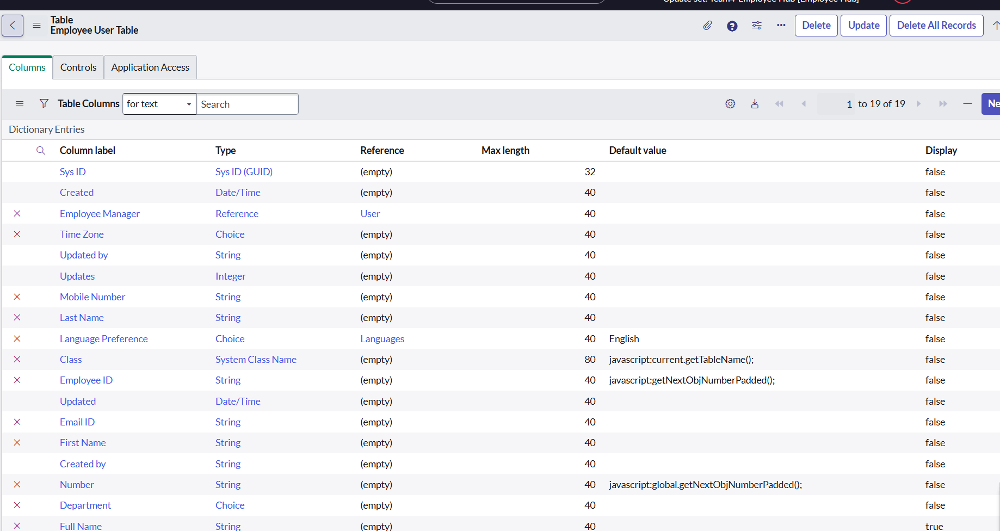 Update set: Team4-Employee Hub [Employee Hub]
Table
Employee User Table
Delete Update Delete All Records
Columns Controls Application Access
Table Columns for text Search 1 to 19 of 19 Ne
Dictionary Entries
Column label Type Reference Max length Default value Display
Sys ID Sys ID (GUID) (empty) 32 false
Created Date/Time (empty) 40 false
Employee Manager Reference User 40 false
Time Zone Choice (empty) 40 false
Updated by String (empty) 40 false
Updates Integer (empty) 40 false
Mobile Number String (empty) 40 false
Last Name String (empty) 40 false
Language Preference Choice Languages 40 English false
Class System Class Name (empty) 80 javascript:current.getTableName(); false
Employee ID String (empty) 40 javascript:getNextObjNumberPadded(); false
Updated Date/Time (empty) 40 false
Email ID String (empty) 40 false
First Name String (empty) 40 false
Created by String (empty) 40 false
Number String (empty) 40 javascript:global.getNextObjNumberPadded(); false
Department Choice (empty) 40 false
Full Name String (empty) 40 true